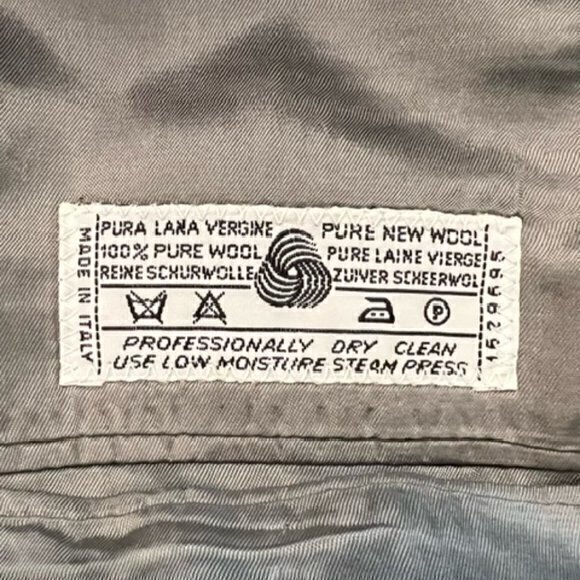 PURA LANA VERGINE
100% PURE WOOL
REINE SCHURWOLLE
PURE NEW WOOL
PURE LAINE VIERGE
ZUIVER SCHEERWOL
MADE IN ITALY
P
PROFESSIONALLY DRY CLEAN
USE LOW MOISTURE STEAM PRESS